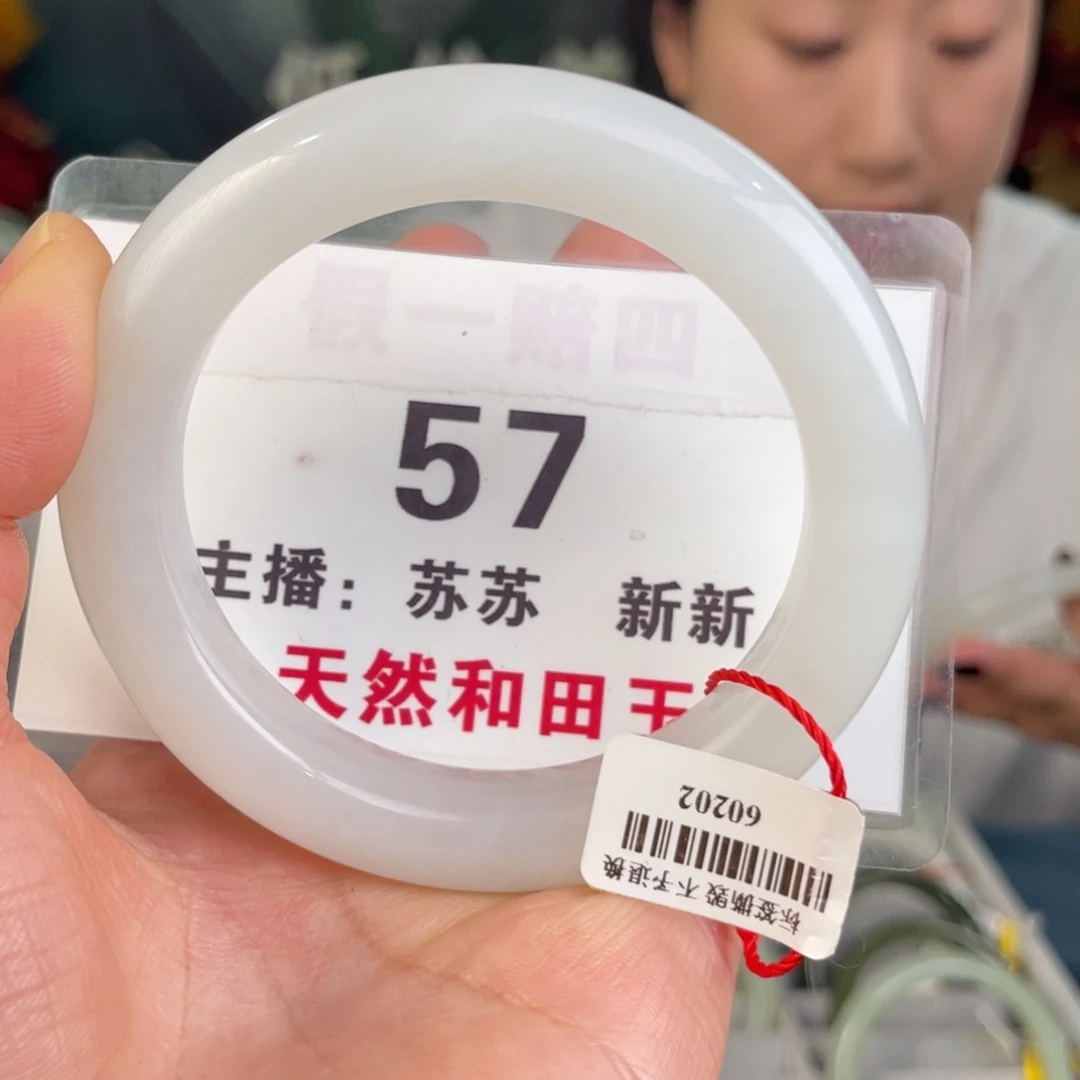 假一赔四
57
主播：苏苏 新新
天然和田玉
60202
标签撕毁不予退换